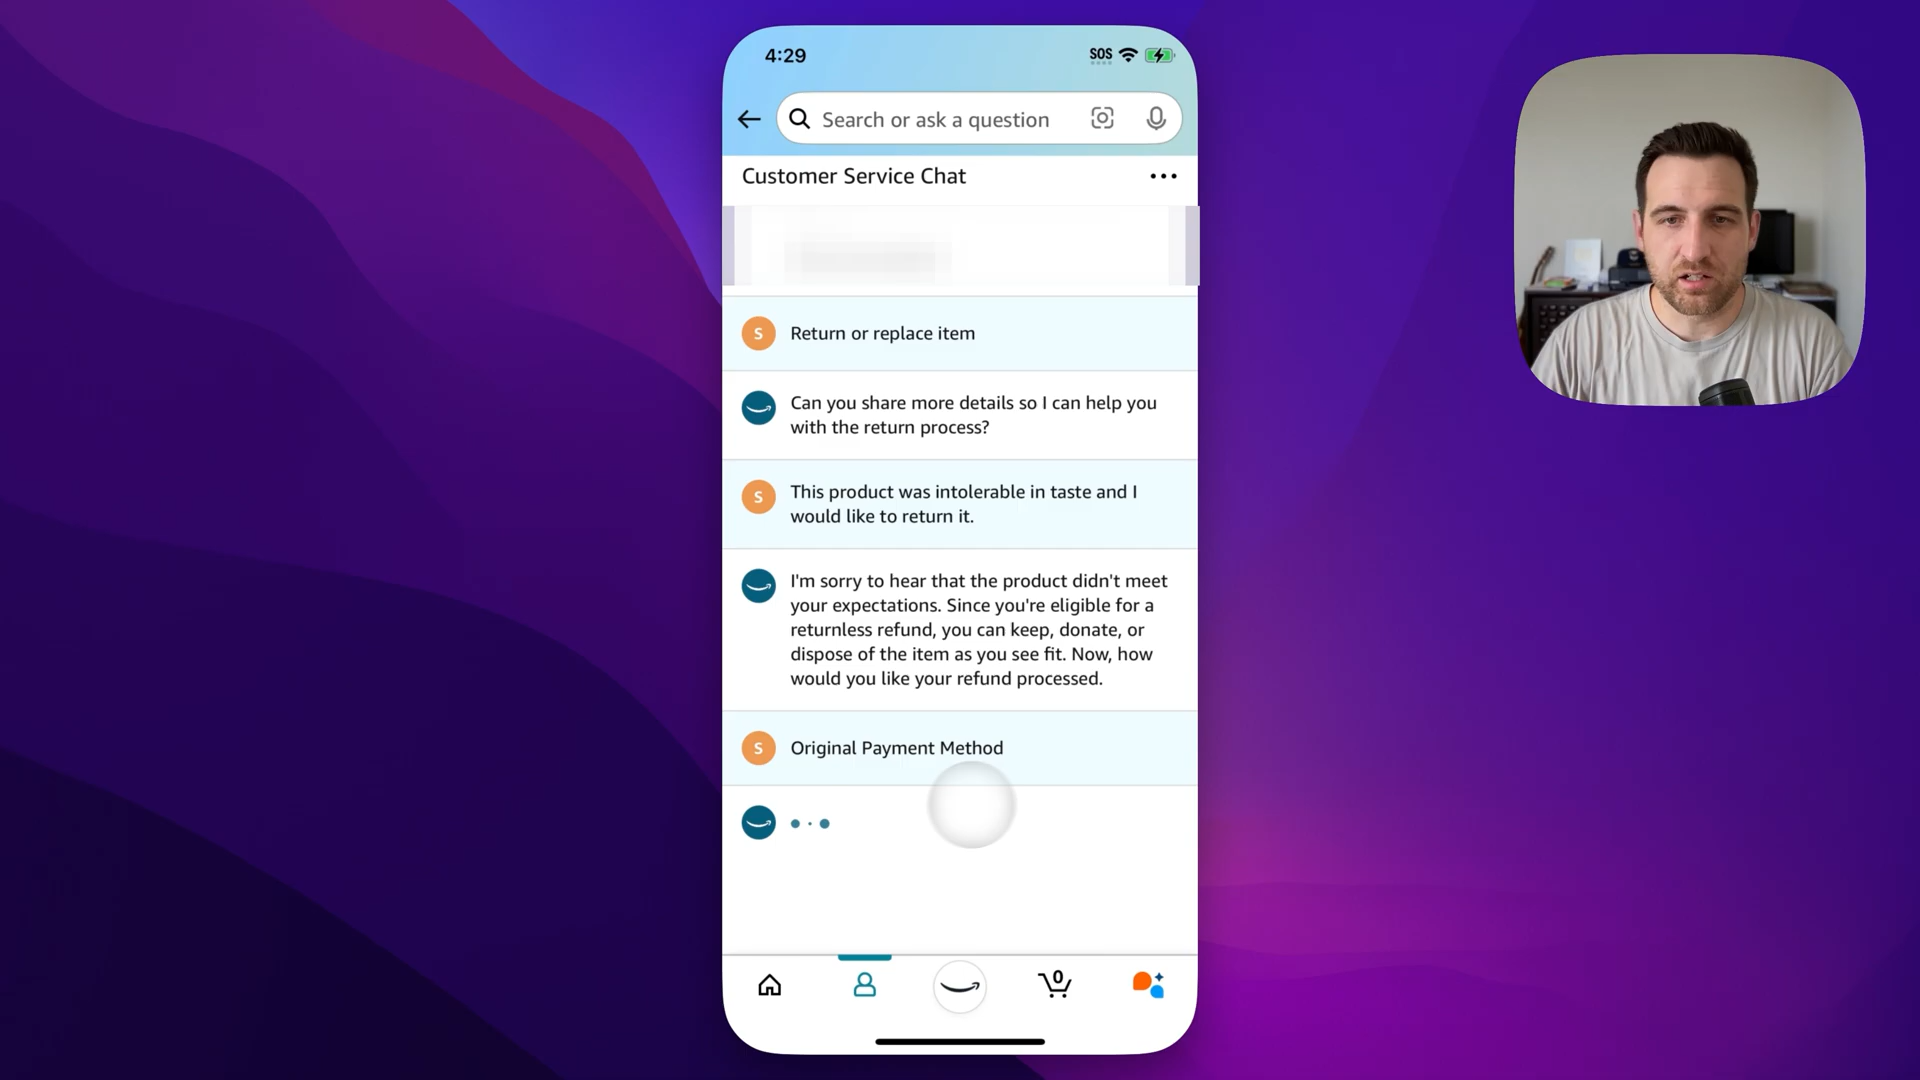 4:29
SOS
Search or ask a question
Customer Service Chat
S
Return or replace item
Can you share more details so I can help you
with the return process?
S
This product was intolerable in taste and I
would like to return it.
I'm sorry to hear that the product didn't meet
your expectations. Since you're eligible for a
returnless refund, you can keep, donate, or
dispose of the item as you see fit. Now, how
would you like your refund processed.
S
Original Payment Method
0